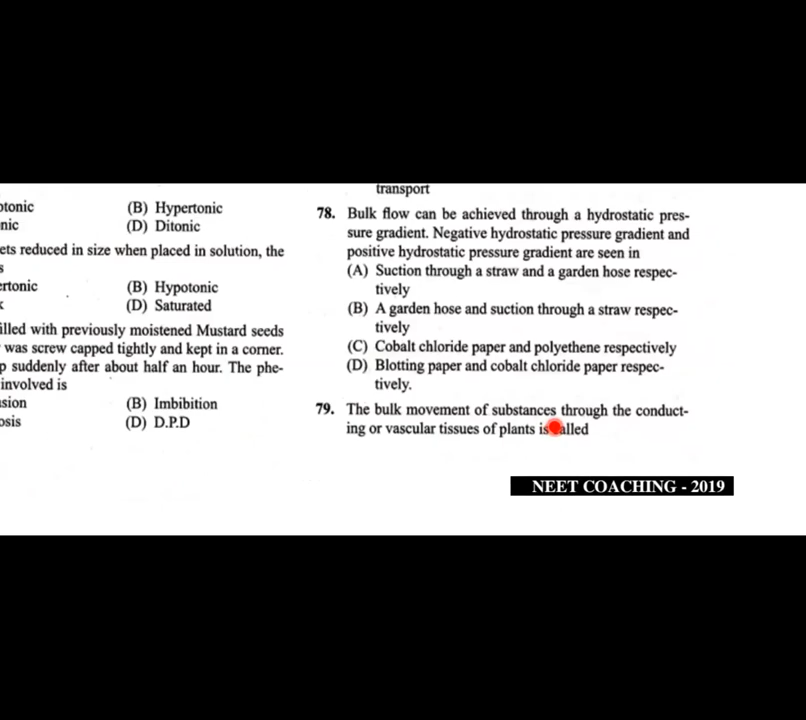 otonic (B) Hypertonic
nic (D) Ditonic
ets reduced in size when placed in solution, the
s
ertonic (B) Hypotonic
(D) Saturated
illed with previously moistened Mustard seeds
was screw capped tightly and kept in a corner.
p suddenly after about half an hour. The phe-
involved is
sion (B) Imbibition
osis (D) D.P.D
transport
78. Bulk flow can be achieved through a hydrostatic pres-
sure gradient. Negative hydrostatic pressure gradient and
positive hydrostatic pressure gradient are seen in
(A) Suction through a straw and a garden hose respec-
tively
(B) A garden hose and suction through a straw respec-
tively
(C) Cobalt chloride paper and polyethene respectively
(D) Blotting paper and cobalt chloride paper respec-
tively.
79. The bulk movement of substances through the conduct-
ing or vascular tissues of plants is called
NEET COACHING - 2019